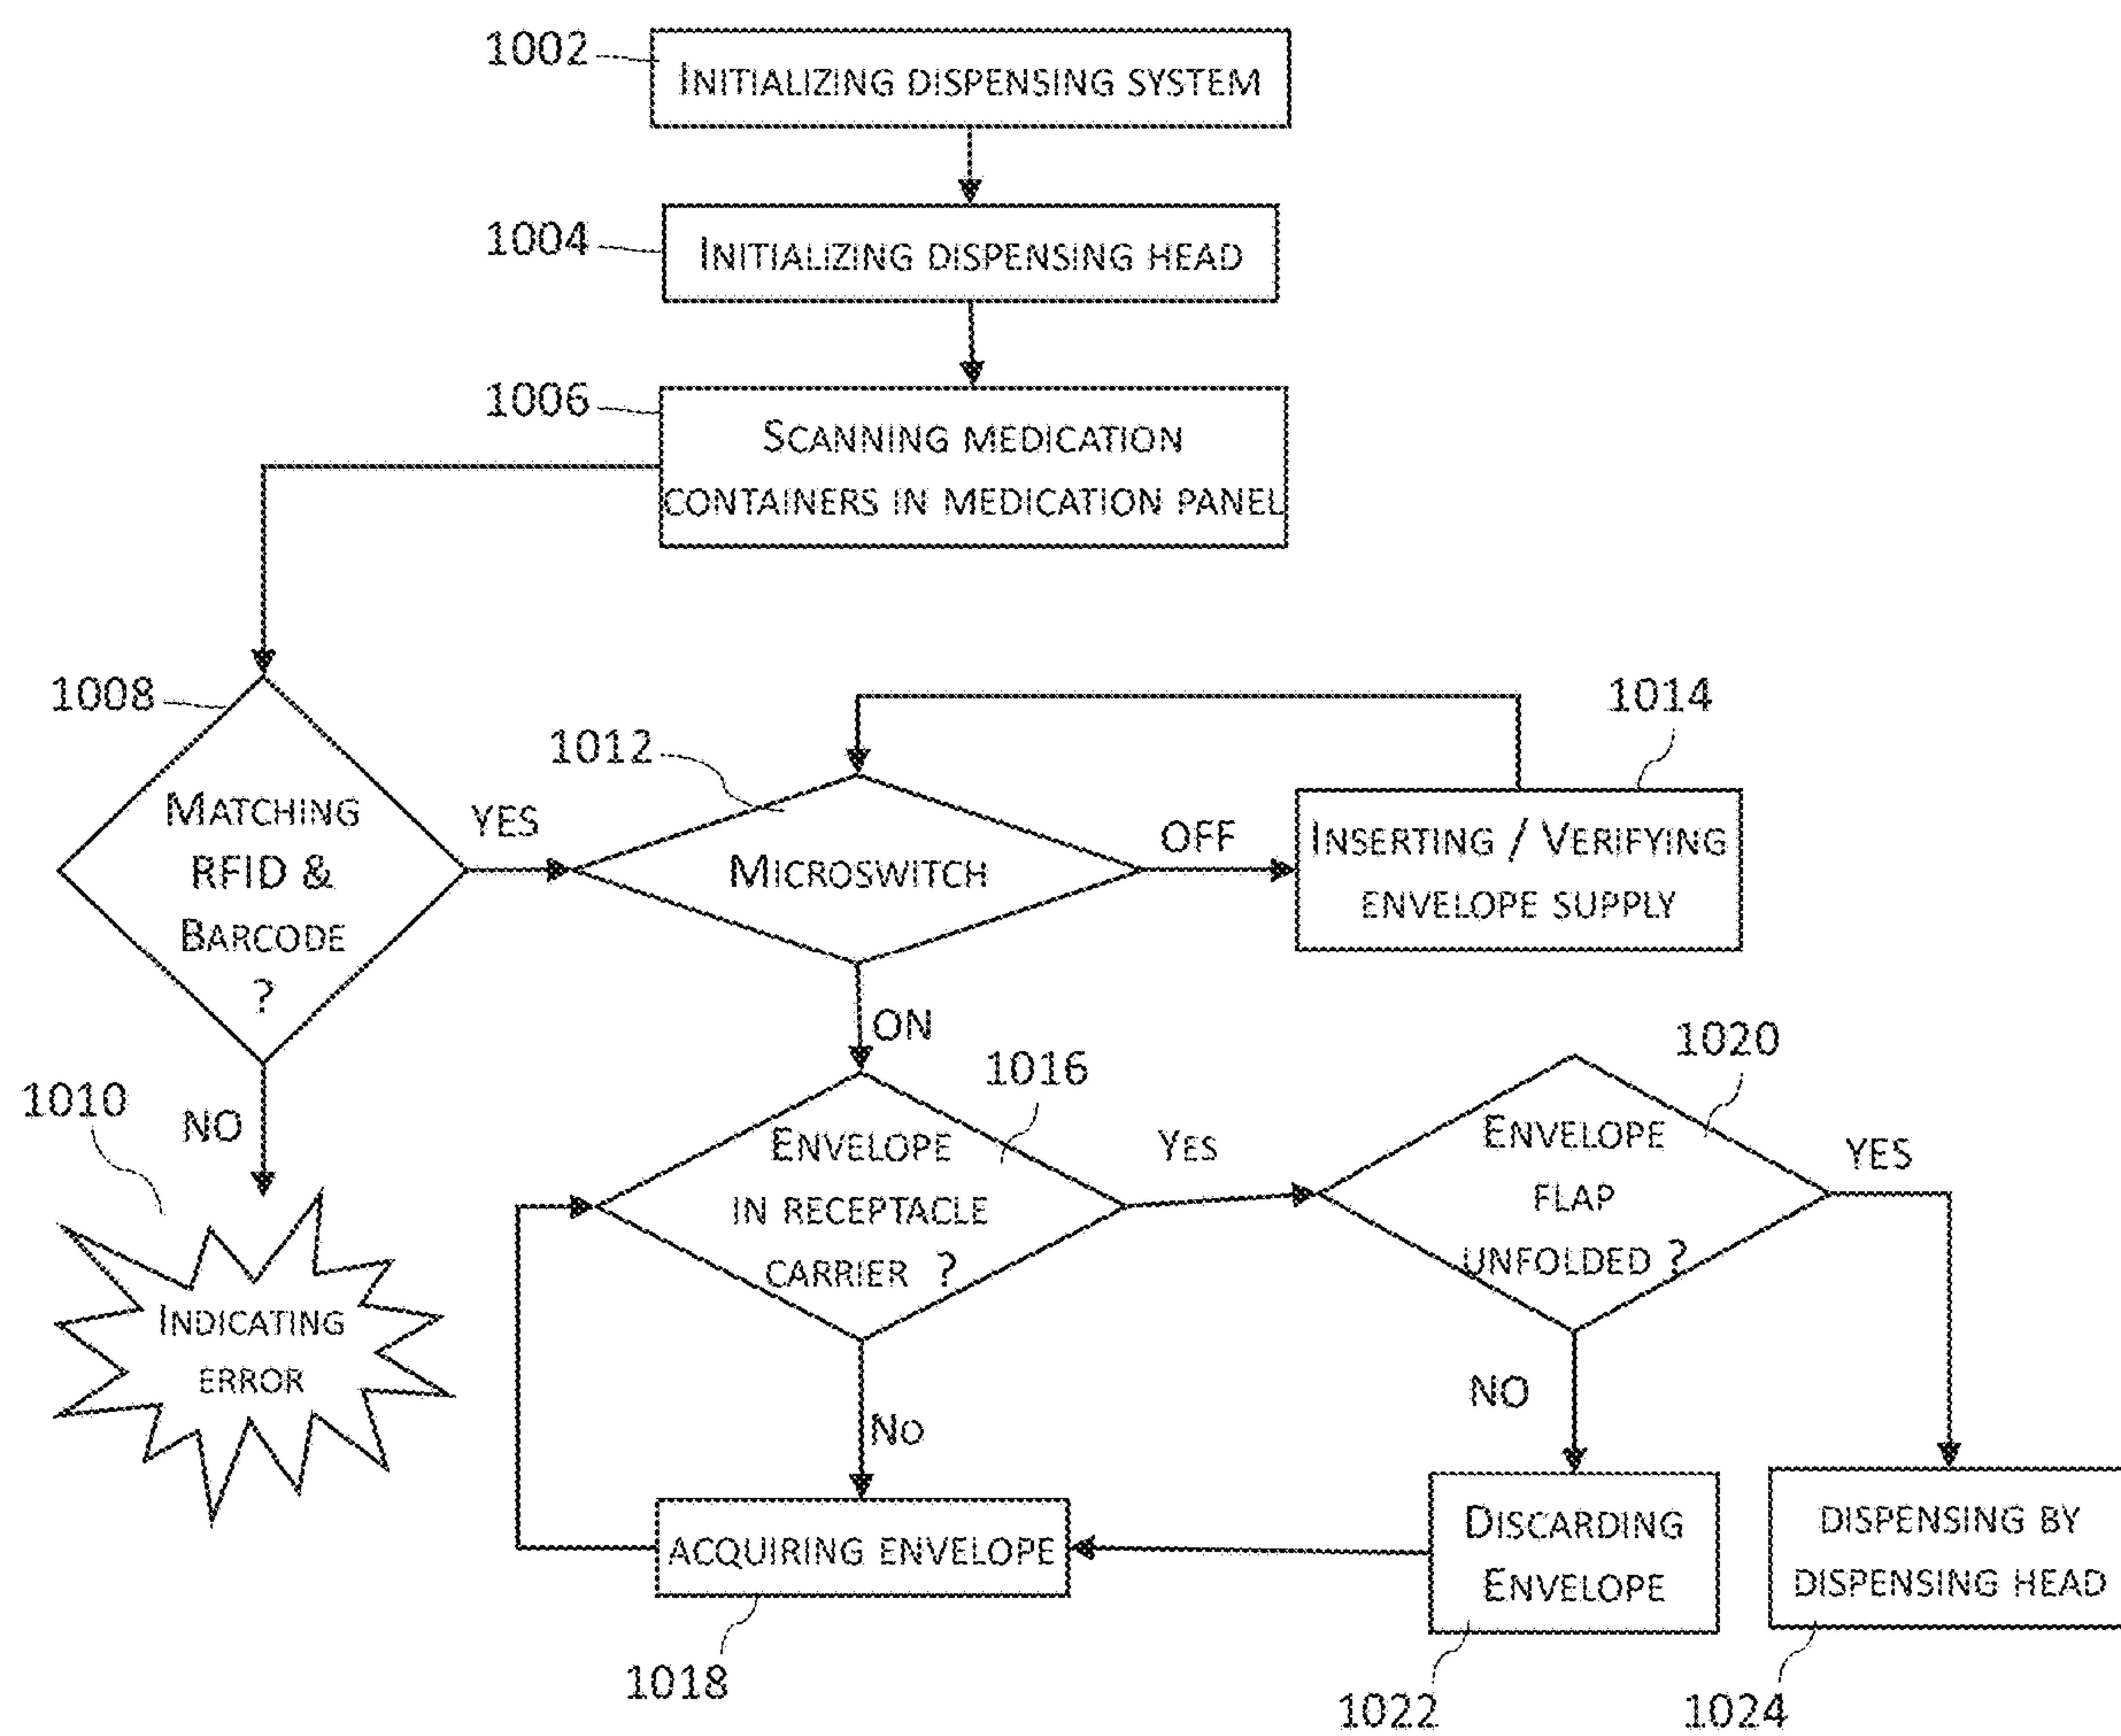 1002
INITIALIZING DISPENSING SYSTEM
1004
INITIALIZING DISPENSING HEAD
1006
SCANNING MEDICATION
CONTAINERS IN MEDICATION PANEL
1008
MATCHING
RFID &
BARCODE
?
YES
NO
1010
INDICATING
ERROR
1012
MICROSWITCH
OFF
ON
1014
INSERTING / VERIFYING
ENVELOPE SUPPLY
1016
ENVELOPE
IN RECEPTACLE
CARRIER ?
YES
NO
1018
ACQUIRING ENVELOPE
1020
ENVELOPE
FLAP
UNFOLDED ?
YES
NO
1022
DISCARDING
ENVELOPE
1024
DISPENSING BY
DISPENSING HEAD